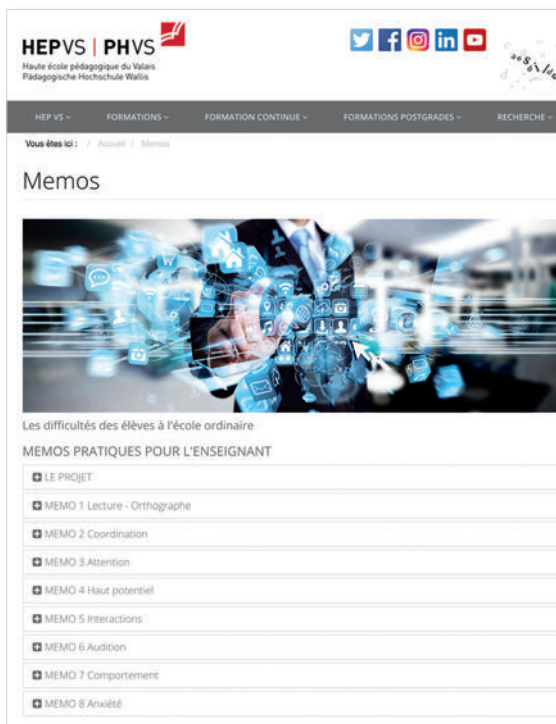 HEPVS | PHVS
Haute école pédagogique du Valais
Pädagogische Hochschule Wallis
HEP VS
FORMATIONS
FORMATION CONTINUE
FORMATIONS POSTGRADES
RECHERCHE
Vous êtes ici : / Accueil / Memos
Memos
Les difficultés des élèves à l'école ordinaire
MEMOS PRATIQUES POUR L'ENSEIGNANT
LE PROJET
MEMO 1 Lecture - Orthographe
MEMO 2 Coordination
MEMO 3 Attention
MEMO 4 Haut potentiel
MEMO 5 Interactions
MEMO 6 Audition
MEMO 7 Comportement
MEMO 8 Anxiété